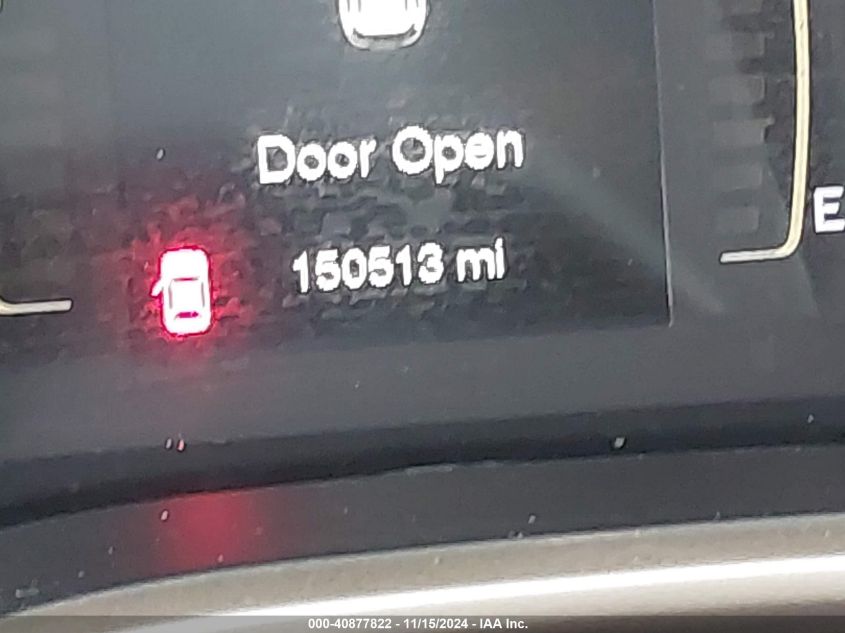 Door Open
E
150513 mi
000-40877822 - 11/15/2024 - IAA Inc.